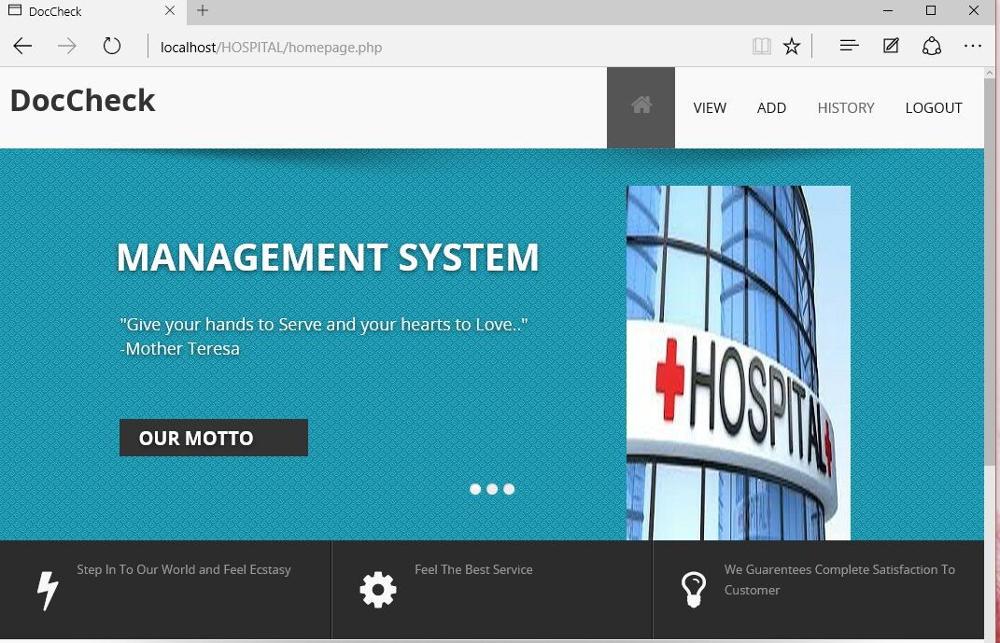 DocCheck
localhost/HOSPITAL/homepage.php
DocCheck
VIEW ADD HISTORY LOGOUT
MANAGEMENT SYSTEM
"Give your hands to Serve and your hearts to Love.."
-Mother Teresa
OUR MOTTO
HOSPITAL
Step In To Our World and Feel Ecstasy
Feel The Best Service
We Guarentees Complete Satisfaction To
Customer